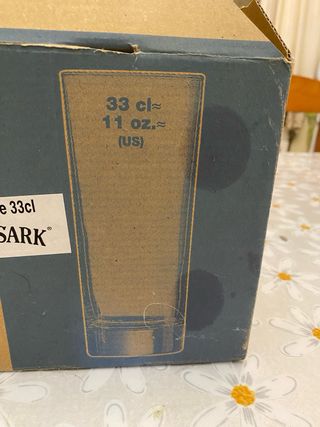 33 cl≈
11 oz.≈
(US)
e 33cl
SARK®